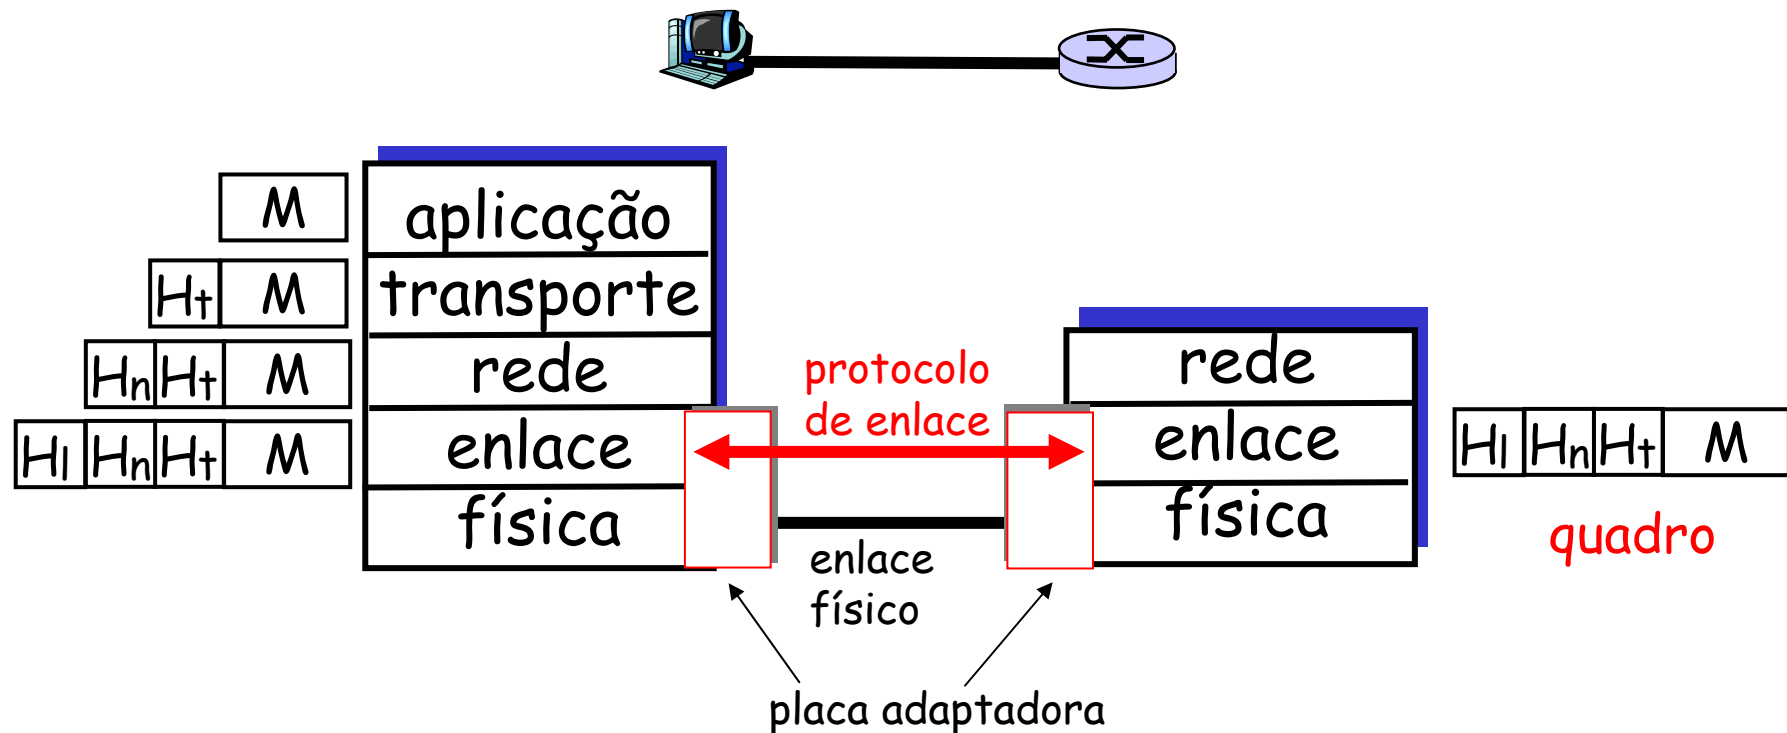 M
aplicação
Ht M
transporte
Hn Ht M
rede
Hl Hn Ht M
enlace
física
protocolo
de enlace
enlace
físico
placa adaptadora
rede
enlace
física
Hl Hn Ht M
quadro